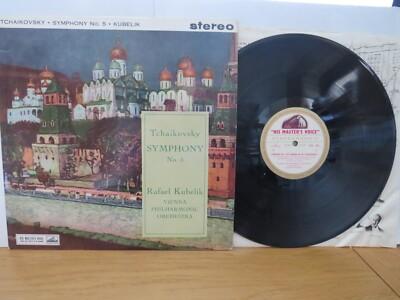 TCHAIKOVSKY • SYMPHONY No. 5 • KUBELIK
stereo
Tchaikovsky
SYMPHONY
No. 5
Rafael Kubelik
VIENNA
PHILHARMONIC
ORCHESTRA
"HIS MASTER'S VOICE"